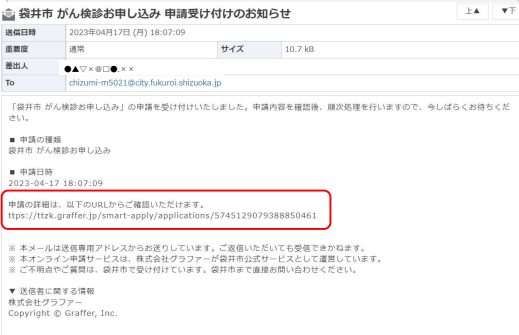 袋井市 がん検診お申し込み 申請受け付けのお知らせ
上▲ ▼下
送信日時 2023年04月17日 (月) 18:07:09
重要度 通常 サイズ 10.7 kB
差出人 ●▲▽×@□●.××
To chizumi-m5021@city.fukuroi.shizuoka.jp
「袋井市 がん検診お申し込み」の申請を受け付けいたしました。申請内容を確認後、順次処理を行いますので、今しばらくお待ちくだ
さい。
■ 申請の種類
袋井市 がん検診お申し込み
■ 申請日時
2023-04-17 18:07:09
申請の詳細は、以下のURLからご確認いただけます。
ttps://ttzk.graffer.jp/smart-apply/applications/5745129079388850461
※ 本メールは送信専用アドレスからお送りしています。ご返信いただいても受信できかねます。
※ 本オンライン申請サービスは、株式会社グラファーが袋井市公式サービスとして運営しています。
※ ご不明点やご質問は、袋井市で受け付けています。袋井市まで直接お問い合わせください。
▼ 送信者に関する情報
株式会社グラファー
Copyright © Graffer, Inc.